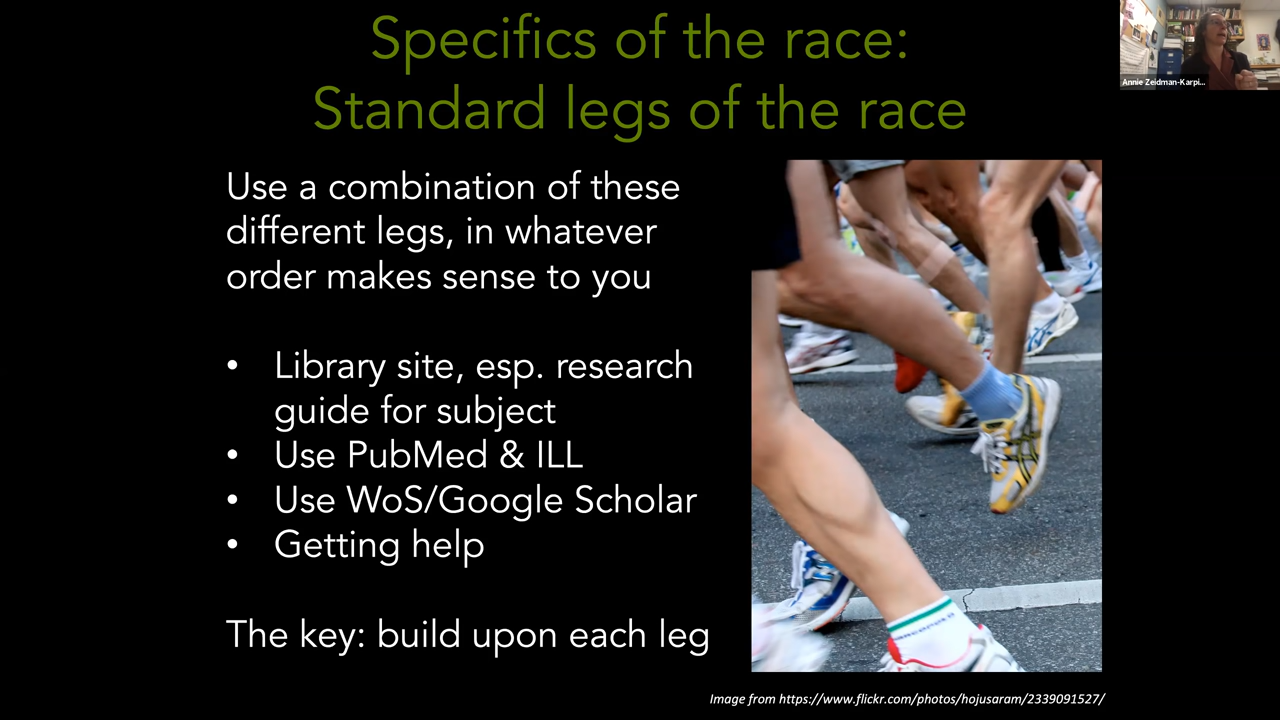 Specifics of the race:
Standard legs of the race
Annie Zeidman-Karpi...
Use a combination of these
different legs, in whatever
order makes sense to you
• Library site, esp. research
guide for subject
• Use PubMed & ILL
• Use WoS/Google Scholar
• Getting help
The key: build upon each leg
Image from https://www.flickr.com/photos/hojusaram/2339091527/